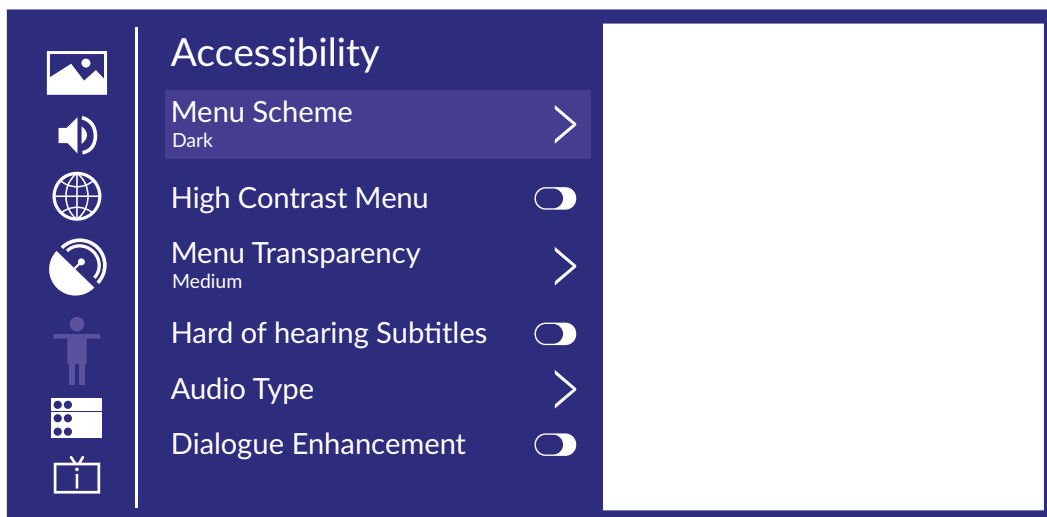 Accessibility
Menu Scheme
Dark
High Contrast Menu
Menu Transparency
Medium
Hard of hearing Subtitles
Audio Type
Dialogue Enhancement
i